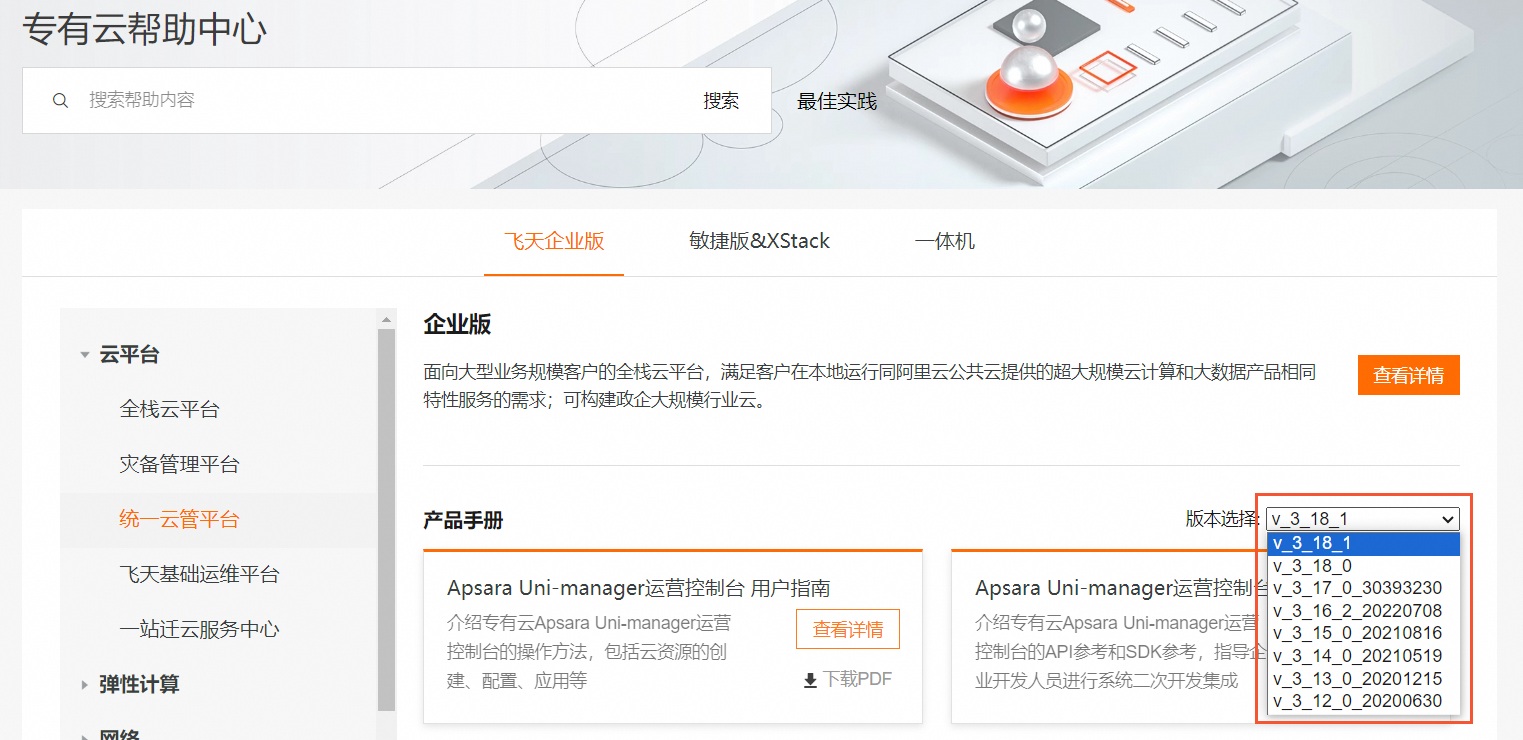 专有云帮助中心
搜索帮助内容
搜索
最佳实践
飞天企业版
敏捷版&XStack
一体机
云平台
全栈云平台
灾备管理平台
统一云管平台
飞天基础运维平台
一站迁云服务中心
弹性计算
网络
企业版
面向大型业务规模客户的全栈云平台，满足客户在本地运行同阿里云公共云提供的超大规模云计算和大数据产品相同
特性服务的需求；可构建政企大规模行业云。
查看详情
产品手册
版本选择:
v_3_18_1
v_3_18_1
v_3_18_0
v_3_17_0_30393230
v_3_16_2_20220708
v_3_15_0_20210816
v_3_14_0_20210519
v_3_13_0_20201215
v_3_12_0_20200630
Apsara Uni-manager运营控制台 用户指南
介绍专有云Apsara Uni-manager运营
控制台的操作方法，包括云资源的创
建、配置、应用等
查看详情
下载PDF
Apsara Uni-manager运营控制台
介绍专有云Apsara Uni-manager运营
控制台的API参考和SDK参考，指导企
业开发人员进行系统二次开发集成